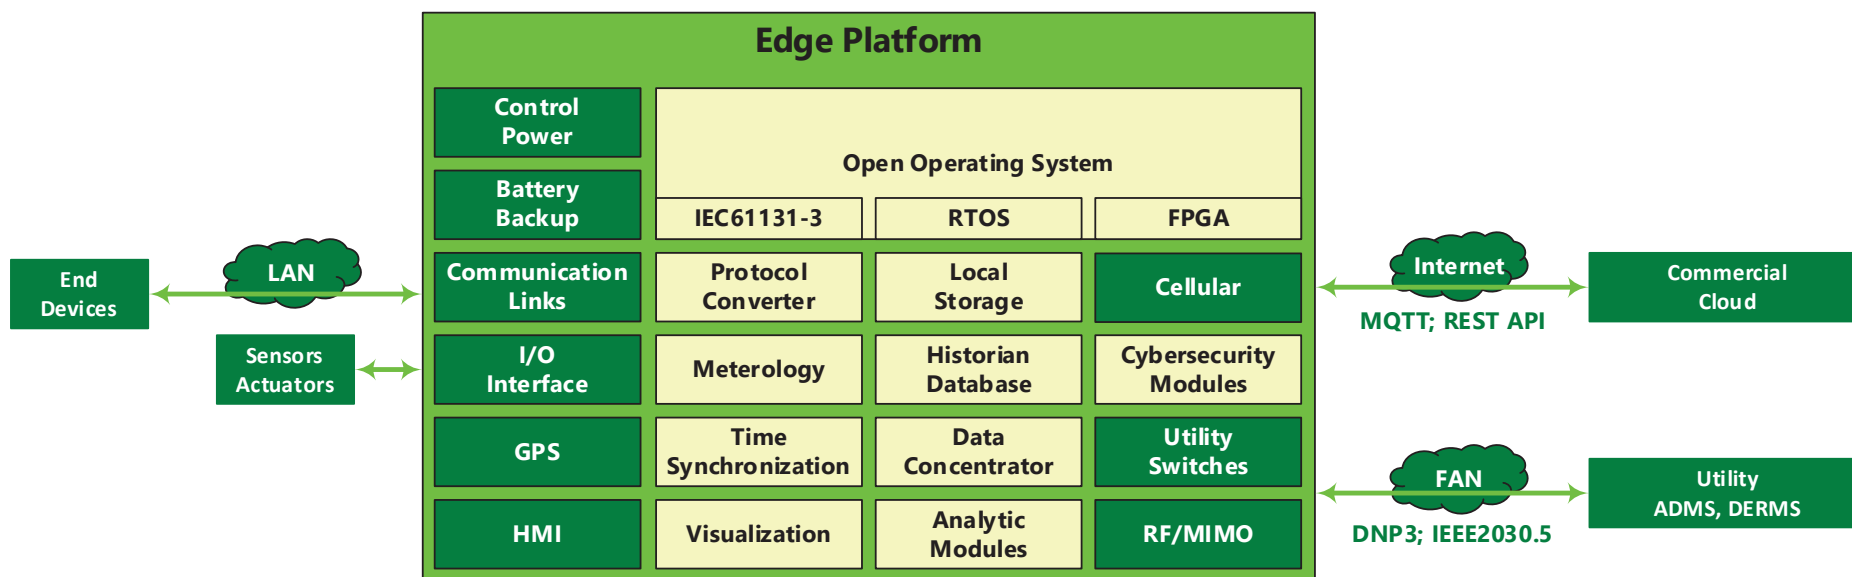 Edge Platform
Control
Power
Open Operating System
Battery
Backup
IEC61131-3
RTOS
FPGA
LAN
End
Devices
Communication
Links
Protocol
Converter
Local
Storage
Cellular
Internet
MQTT; REST API
Commercial
Cloud
Sensors
Actuators
I/O
Interface
Meterology
Historian
Database
Cybersecurity
Modules
GPS
Time
Synchronization
Data
Concentrator
Utility
Switches
FAN
DNP3; IEEE2030.5
Utility
ADMS, DERMS
HMI
Visualization
Analytic
Modules
RF/MIMO